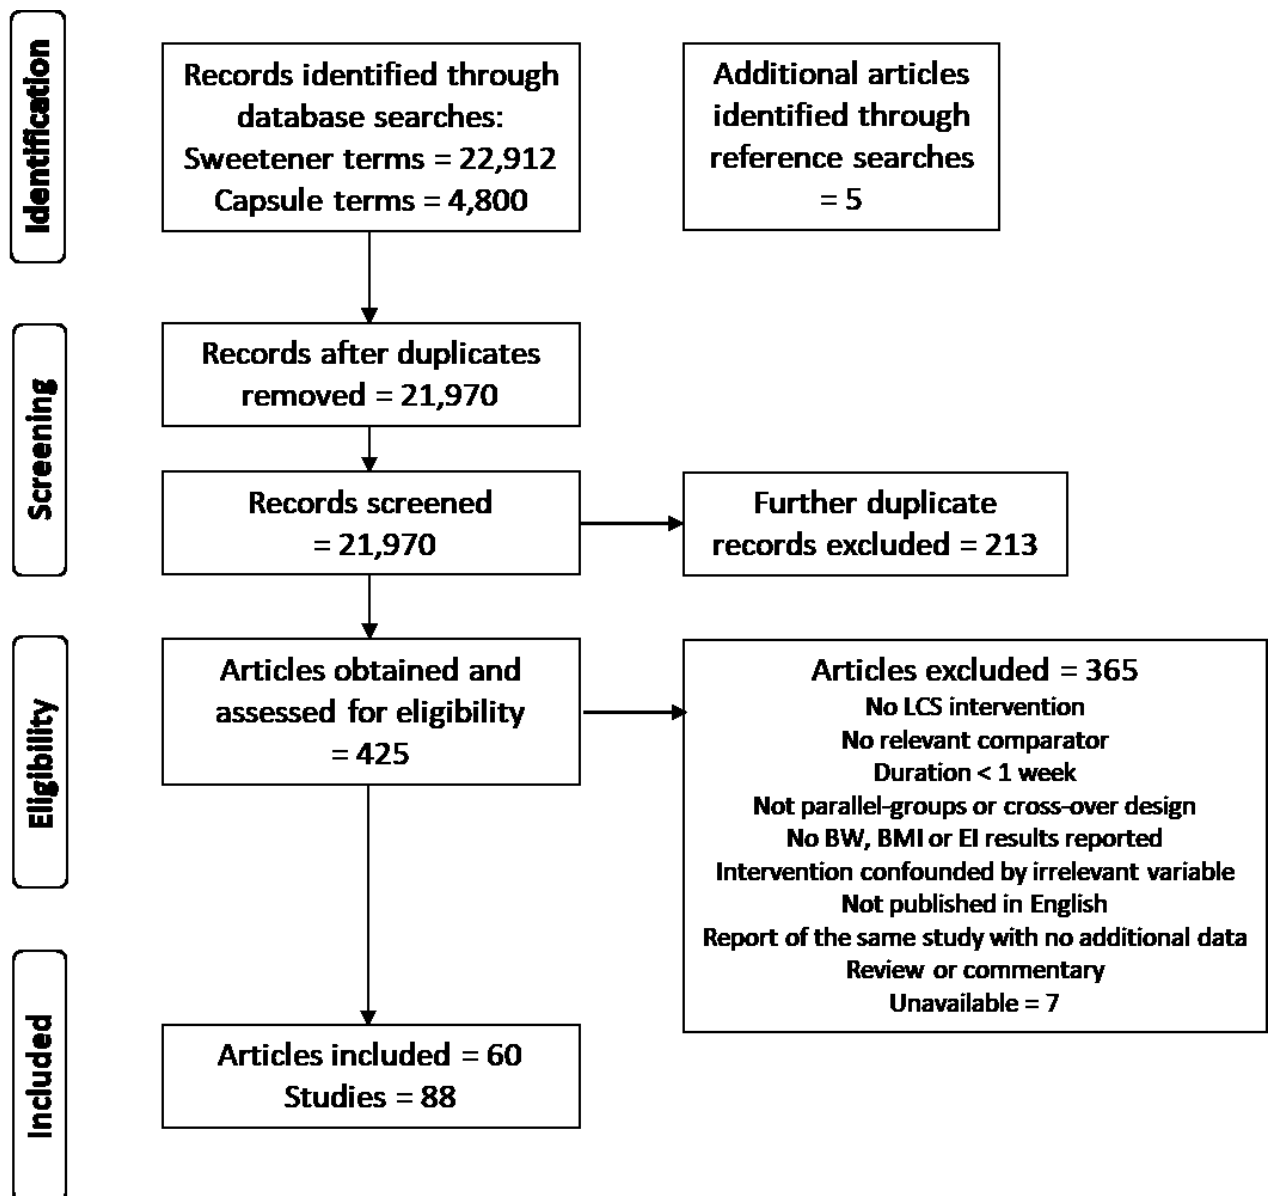 Identification
Records identified through
database searches:
Sweetener terms = 22,912
Capsule terms = 4,800
Additional articles
identified through
reference searches
= 5
Screening
Records after duplicates
removed = 21,970
Records screened
= 21,970
Further duplicate
records excluded = 213
Eligibility
Articles obtained and
assessed for eligibility
= 425
Articles excluded = 365
No LCS intervention
No relevant comparator
Duration < 1 week
Not parallel-groups or cross-over design
No BW, BMI or EI results reported
Intervention confounded by irrelevant variable
Not published in English
Report of the same study with no additional data
Review or commentary
Unavailable = 7
Included
Articles included = 60
Studies = 88